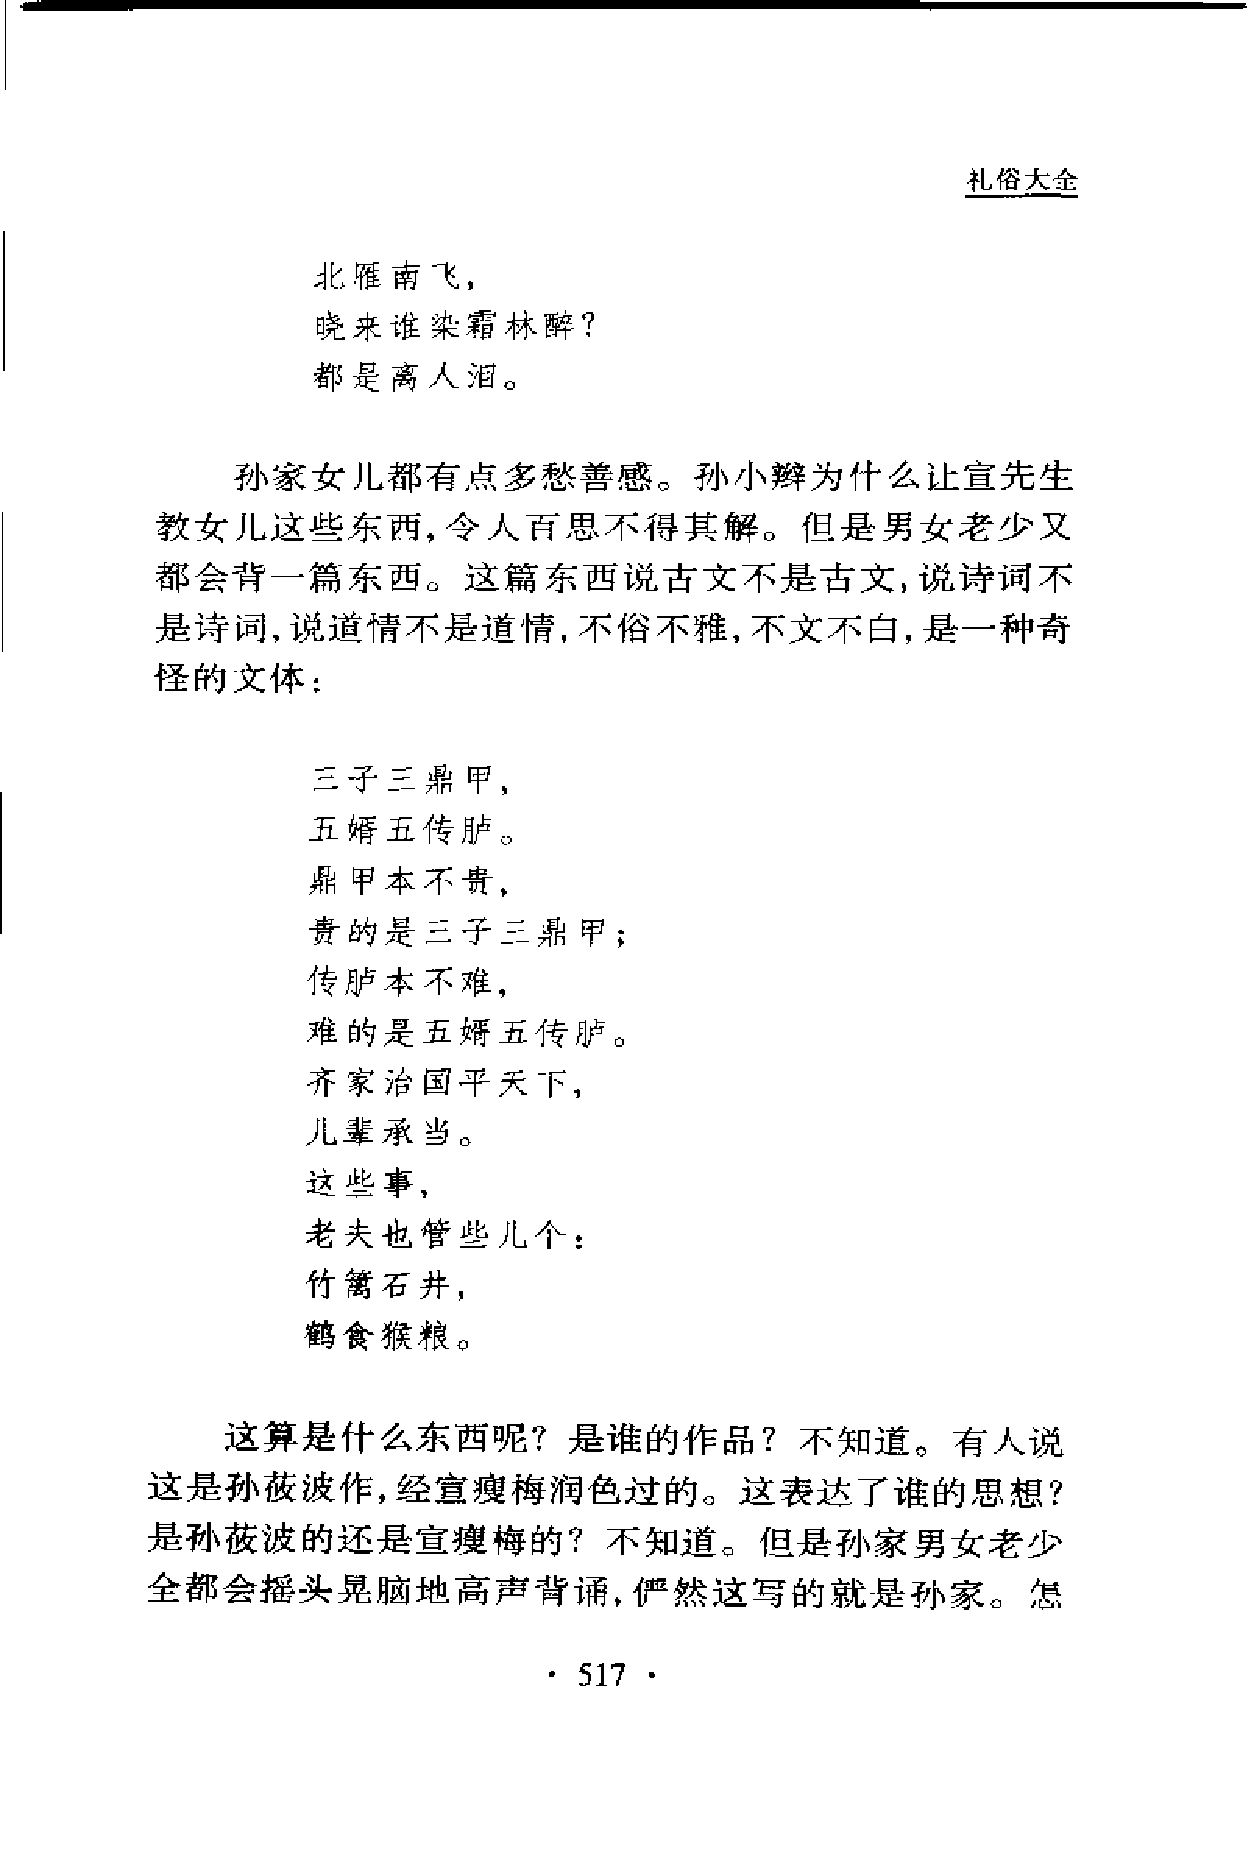 礼俗大全
北雁南飞，
晓来谁染霜林醉？
都是离人泪。
孙家女儿都有点多愁善感。孙小辫为什么让宣先生
教女儿这些东西，令人百思不得其解。但是男女老少又
都会背一篇东西。这篇东西说古文不是古文，说诗词不
是诗词，说道情不是道情，不俗不雅，不文不白，是一种奇
怪的文体：
三子三鼎甲，
五婿五传胪。
鼎甲本不贵，
贵的是三子三鼎甲；
传胪本不难，
难的是五婿五传胪。
齐家治国平天下，
儿辈承当。
这些事，
老夫也管些儿个：
竹篱石井，
鹤食猴粮。
这算是什么东西呢？是谁的作品？不知道。有人说
这是孙莜波作，经宣瘦梅润色过的。这表达了谁的思想？
是孙莜波的还是宣瘦梅的？不知道。但是孙家男女老少
全都会摇头晃脑地高声背诵，俨然这写的就是孙家。怎
· 517 ·